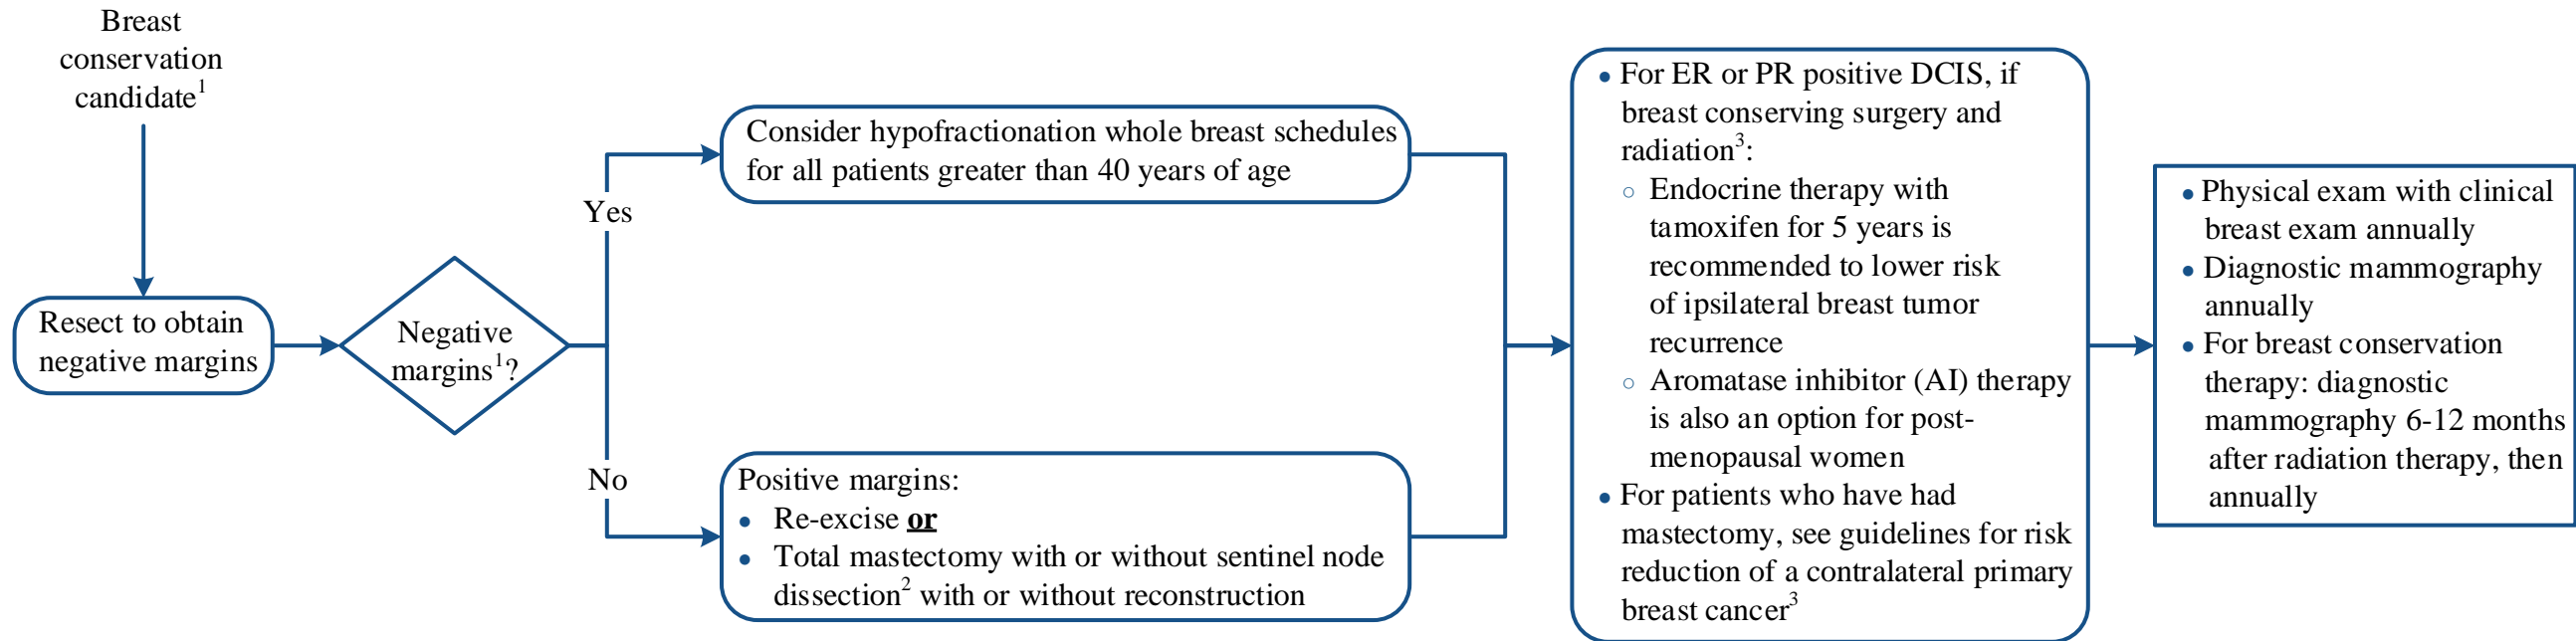 Breast
conservation
candidate¹
Resect to obtain
negative margins
Negative
margins¹?
Yes
Consider hypofractionation whole breast schedules
for all patients greater than 40 years of age
No
Positive margins:
● Re-excise or
● Total mastectomy with or without sentinel node
dissection² with or without reconstruction
● For ER or PR positive DCIS, if
breast conserving surgery and
radiation³:
○ Endocrine therapy with
tamoxifen for 5 years is
recommended to lower risk
of ipsilateral breast tumor
recurrence
○ Aromatase inhibitor (AI) therapy
is also an option for post-
menopausal women
● For patients who have had
mastectomy, see guidelines for risk
reduction of a contralateral primary
breast cancer³
● Physical exam with clinical
breast exam annually
● Diagnostic mammography
annually
● For breast conservation
therapy: diagnostic
mammography 6-12 months
after radiation therapy, then
annually